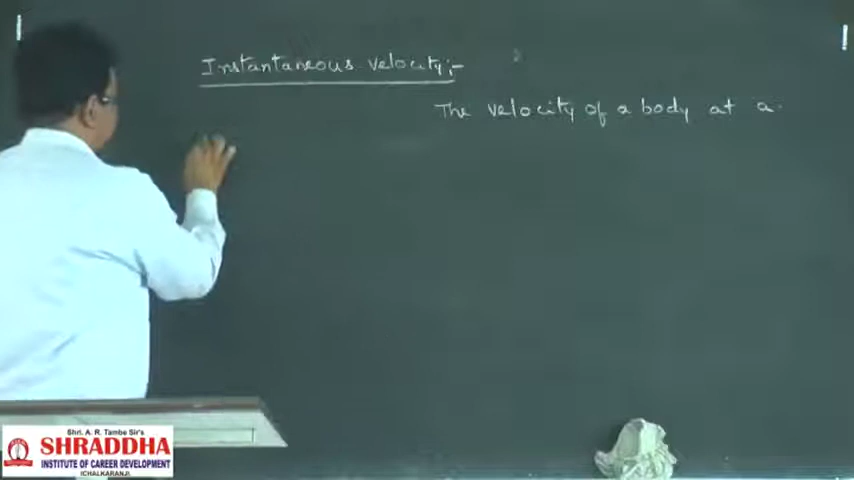 Instantaneous velocity:-
The velocity of a body at a
Shri. A. R. Tambe Sir's
SHRADDHA
INSTITUTE OF CAREER DEVELOPMENT
ICHALKARANJI.